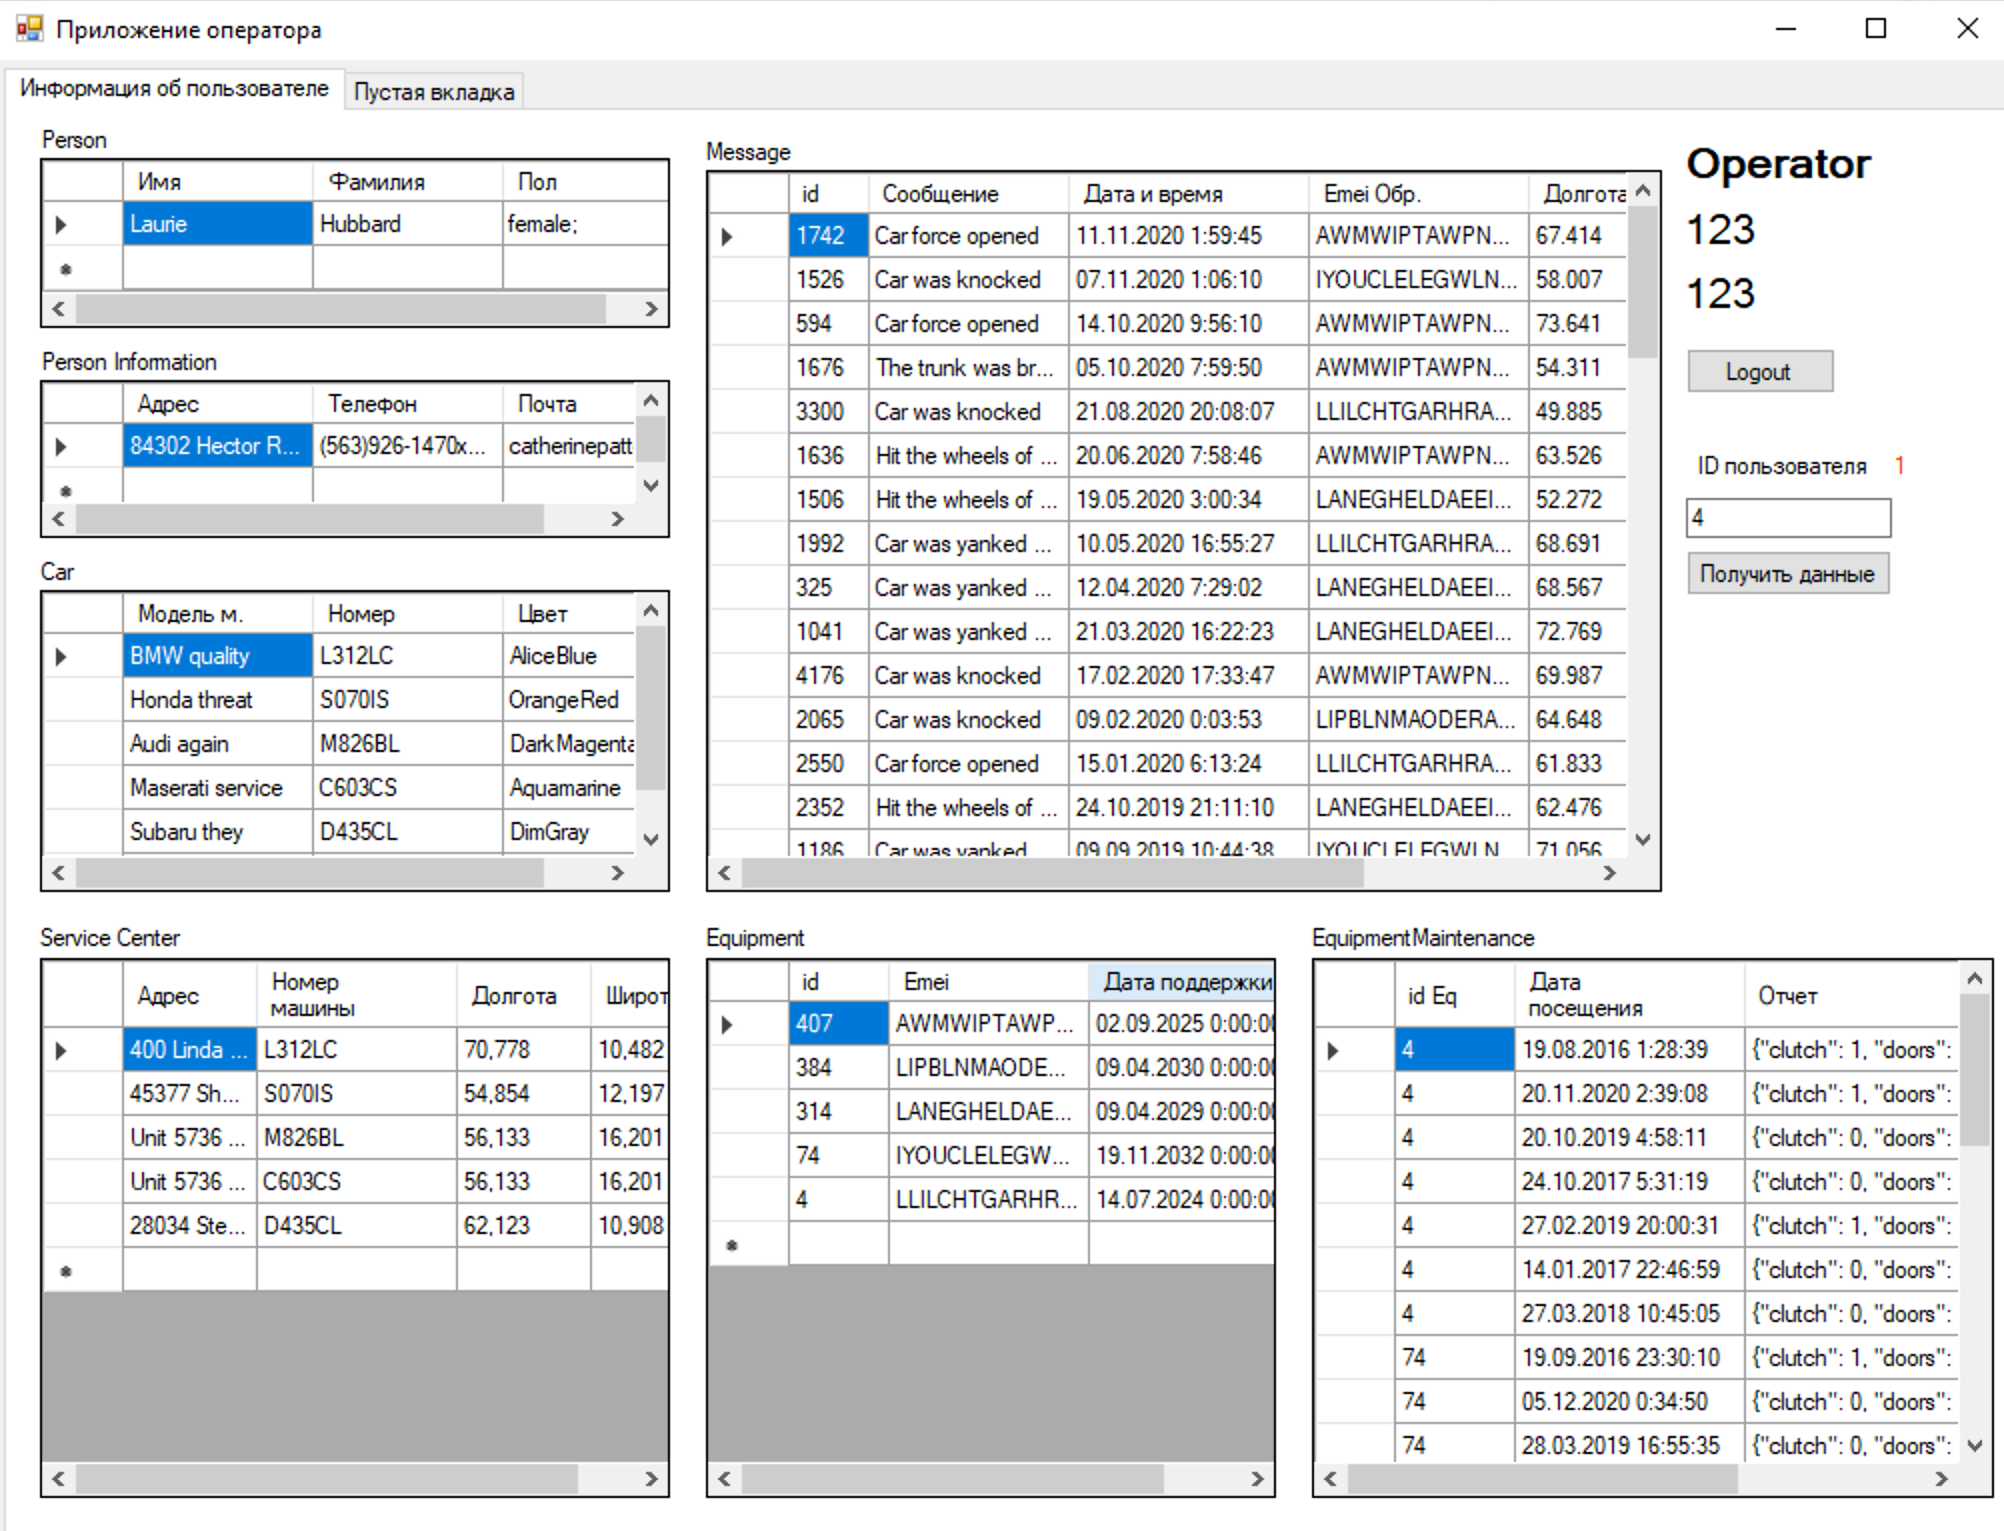 Приложение оператора
Информация об пользователе Пустая вкладка
Person
Имя Фамилия Пол
Laurie Hubbard female;
Person Information
Адрес Телефон Почта
84302 Hector R... (563)926-1470x... catherinepatt
Car
Модель м. Номер Цвет
BMW quality L312LC AliceBlue
Honda threat S070IS OrangeRed
Audi again M826BL DarkMagenta
Maserati service C603CS Aquamarine
Subaru they D435CL DimGray
Message
id Сообщение Дата и время Emei Обр. Долгота
1742 Car force opened 11.11.2020 1:59:45 AWMWIPTAWPN... 67.414
1526 Car was knocked 07.11.2020 1:06:10 IYOUCLELEGWLN... 58.007
594 Car force opened 14.10.2020 9:56:10 AWMWIPTAWPN... 73.641
1676 The trunk was br... 05.10.2020 7:59:50 AWMWIPTAWPN... 54.311
3300 Car was knocked 21.08.2020 20:08:07 LLILCHTGARHRA... 49.885
1636 Hit the wheels of ... 20.06.2020 7:58:46 AWMWIPTAWPN... 63.526
1506 Hit the wheels of ... 19.05.2020 3:00:34 LANEGHELDAEEI... 52.272
1992 Car was yanked ... 10.05.2020 16:55:27 LLILCHTGARHRA... 68.691
325 Car was yanked ... 12.04.2020 7:29:02 LANEGHELDAEEI... 68.567
1041 Car was yanked ... 21.03.2020 16:22:23 LANEGHELDAEEI... 72.769
4176 Car was knocked 17.02.2020 17:33:47 AWMWIPTAWPN... 69.987
2065 Car was knocked 09.02.2020 0:03:53 LIPBLNMAODERA... 64.648
2550 Car force opened 15.01.2020 6:13:24 LLILCHTGARHRA... 61.833
2352 Hit the wheels of ... 24.10.2019 21:11:10 LANEGHELDAEEI... 62.476
1186 Car was yanked 09.09.2019 10:44:38 IYOUCLELEGWLN 71.056
Operator
123
123
Logout
ID пользователя 1
4
Получить данные
Service Center
Адрес Номер машины Долгота Широт
400 Linda ... L312LC 70,778 10,482
45377 Sh... S070IS 54,854 12,197
Unit 5736 ... M826BL 56,133 16,201
Unit 5736 ... C603CS 56,133 16,201
28034 Ste... D435CL 62,123 10,908
Equipment
id Emei Дата поддержки
407 AWMWIPTAWP... 02.09.2025 0:00:00
384 LIPBLNMAODE... 09.04.2030 0:00:00
314 LANEGHELDAE... 09.04.2029 0:00:00
74 IYOUCLELEGW... 19.11.2032 0:00:00
4 LLILCHTGARHR... 14.07.2024 0:00:00
EquipmentMaintenance
id Eq Дата посещения Отчет
4 19.08.2016 1:28:39 {"clutch": 1, "doors":
4 20.11.2020 2:39:08 {"clutch": 1, "doors":
4 20.10.2019 4:58:11 {"clutch": 0, "doors":
4 24.10.2017 5:31:19 {"clutch": 0, "doors":
4 27.02.2019 20:00:31 {"clutch": 1, "doors":
4 14.01.2017 22:46:59 {"clutch": 0, "doors":
4 27.03.2018 10:45:05 {"clutch": 0, "doors":
74 19.09.2016 23:30:10 {"clutch": 1, "doors":
74 05.12.2020 0:34:50 {"clutch": 0, "doors":
74 28.03.2019 16:55:35 {"clutch": 0, "doors":